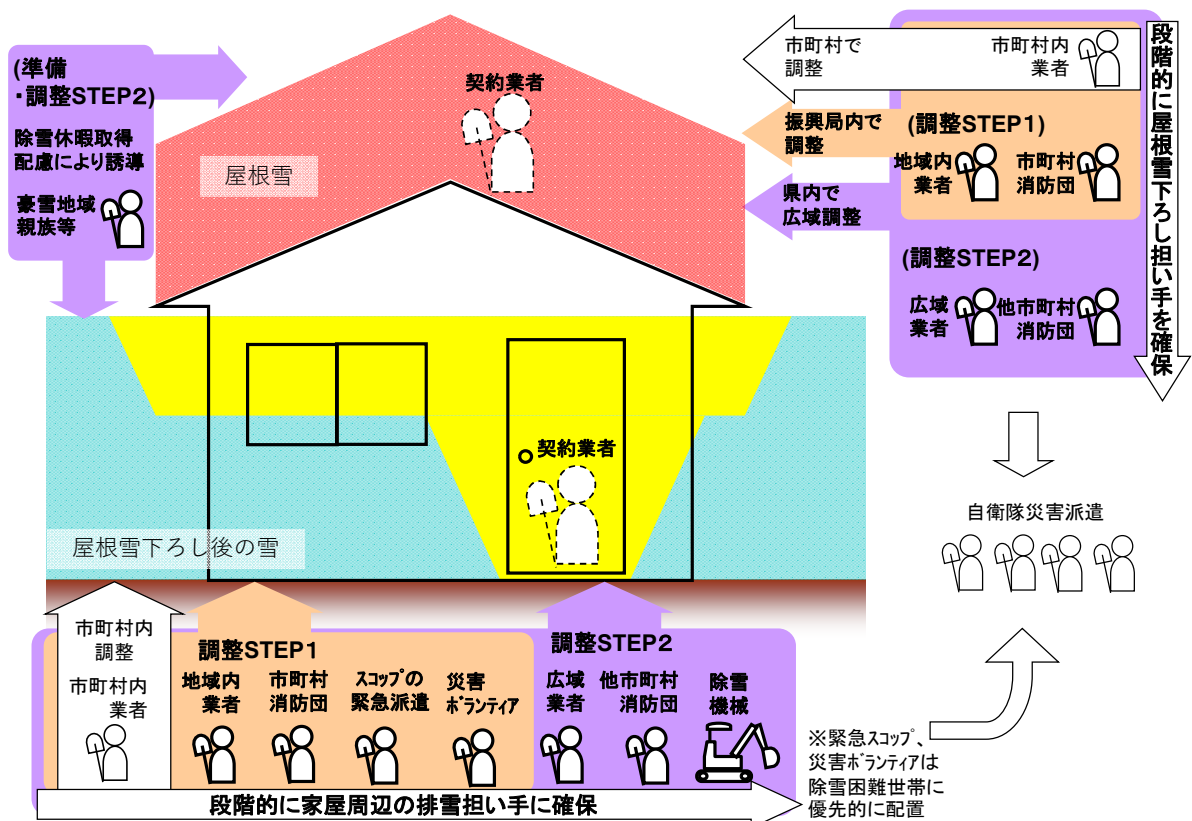 (準備
・調整STEP2)
除雪休暇取得
配慮により誘導
豪雪地域
親族等
契約業者
屋根雪
市町村で
調整
市町村内
業者
振興局内で
調整
(調整STEP1)
地域内
業者
市町村
消防団
県内で
広域調整
(調整STEP2)
広域
業者
他市町村
消防団
段階的に屋根雪下ろし担い手を確保
契約業者
屋根雪下ろし後の雪
自衛隊災害派遣
市町村内
調整
市町村内
業者
調整STEP1
地域内
業者
市町村
消防団
スコップの
緊急派遣
災害
ボランティア
調整STEP2
広域
業者
他市町村
消防団
除雪
機械
段階的に家屋周辺の排雪担い手に確保
※緊急スコップ、
災害ボランティアは
除雪困難世帯に
優先的に配置